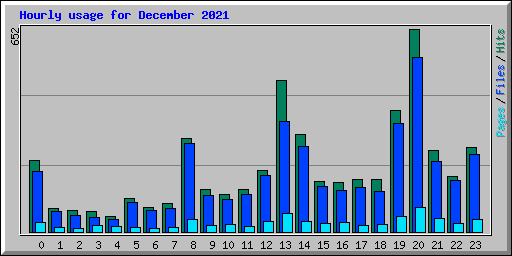 Hourly usage for December 2021
652
Pages/Files/Hits
0 1 2 3 4 5 6 7 8 9 10 11 12 13 14 15 16 17 18 19 20 21 22 23